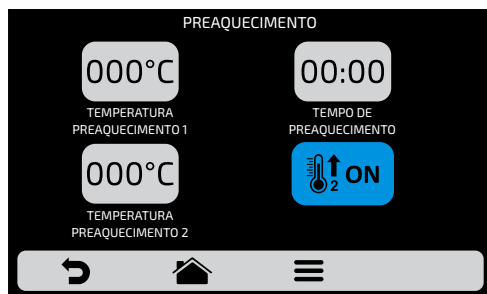 PREAQUECIMENTO
000°C
TEMPERATURA
PREAQUECIMENTO 1
00:00
TEMPO DE
PREAQUECIMENTO
000°C
TEMPERATURA
PREAQUECIMENTO 2
2 ON